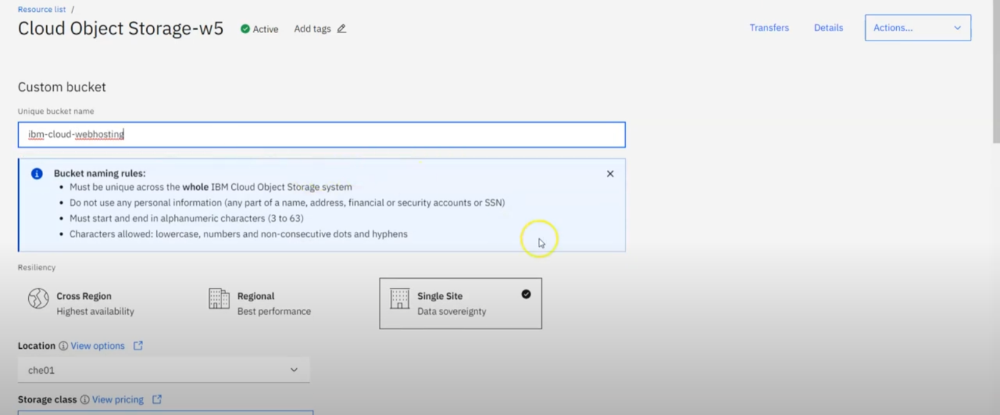 Resource list /
Cloud Object Storage-w5 Active Add tags Transfers Details Actions...
Custom bucket
Unique bucket name
ibm-cloud-webhosting
Bucket naming rules:
• Must be unique across the whole IBM Cloud Object Storage system
• Do not use any personal information (any part of a name, address, financial or security accounts or SSN)
• Must start and end in alphanumeric characters (3 to 63)
• Characters allowed: lowercase, numbers and non-consecutive dots and hyphens
Resiliency
Cross Region Regional Single Site
Highest availability Best performance Data sovereignty
Location View options
che01
Storage class View pricing